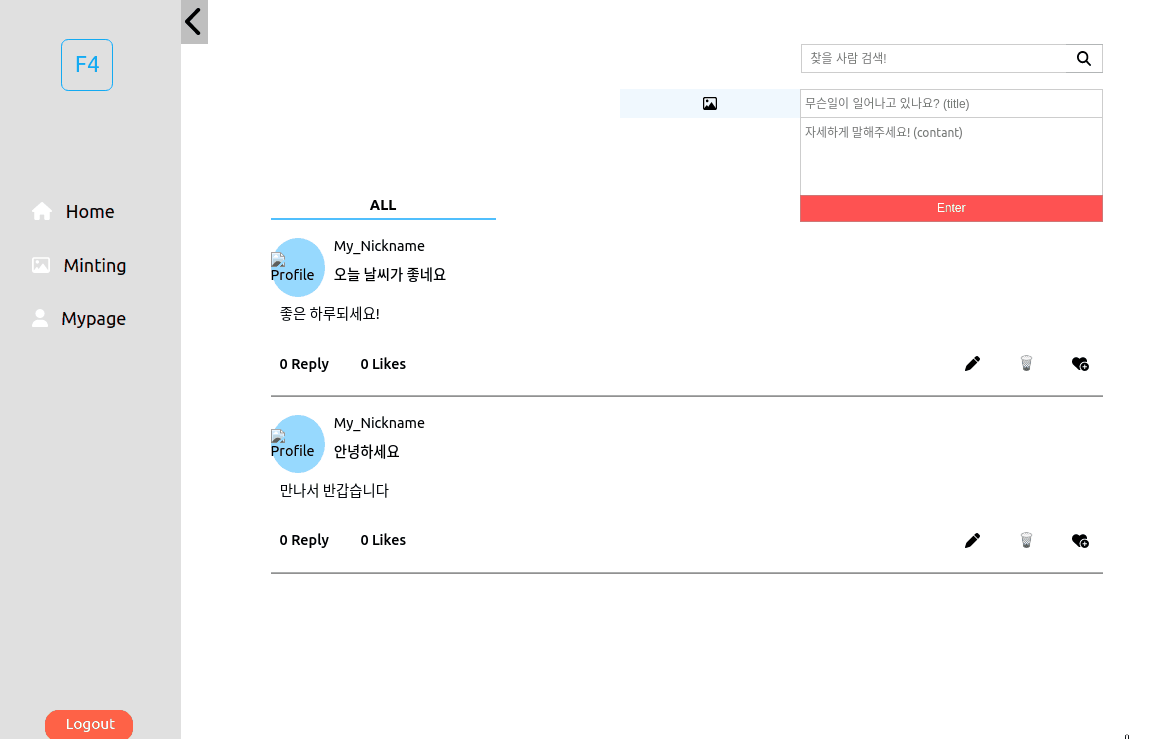 F4
Home
Minting
Mypage
Logout
찾을 사람 검색!
무슨일이 일어나고 있나요? (title)
자세하게 말해주세요! (contant)
Enter
ALL
Profile
My_Nickname
오늘 날씨가 좋네요
좋은 하루되세요!
0 Reply 0 Likes
Profile
My_Nickname
안녕하세요
만나서 반갑습니다
0 Reply 0 Likes